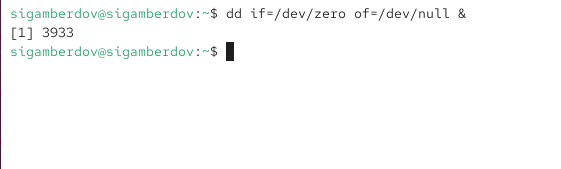 sigamberdov@sigamberdov:~$ dd if=/dev/zero of=/dev/null &
[1] 3933
sigamberdov@sigamberdov:~$